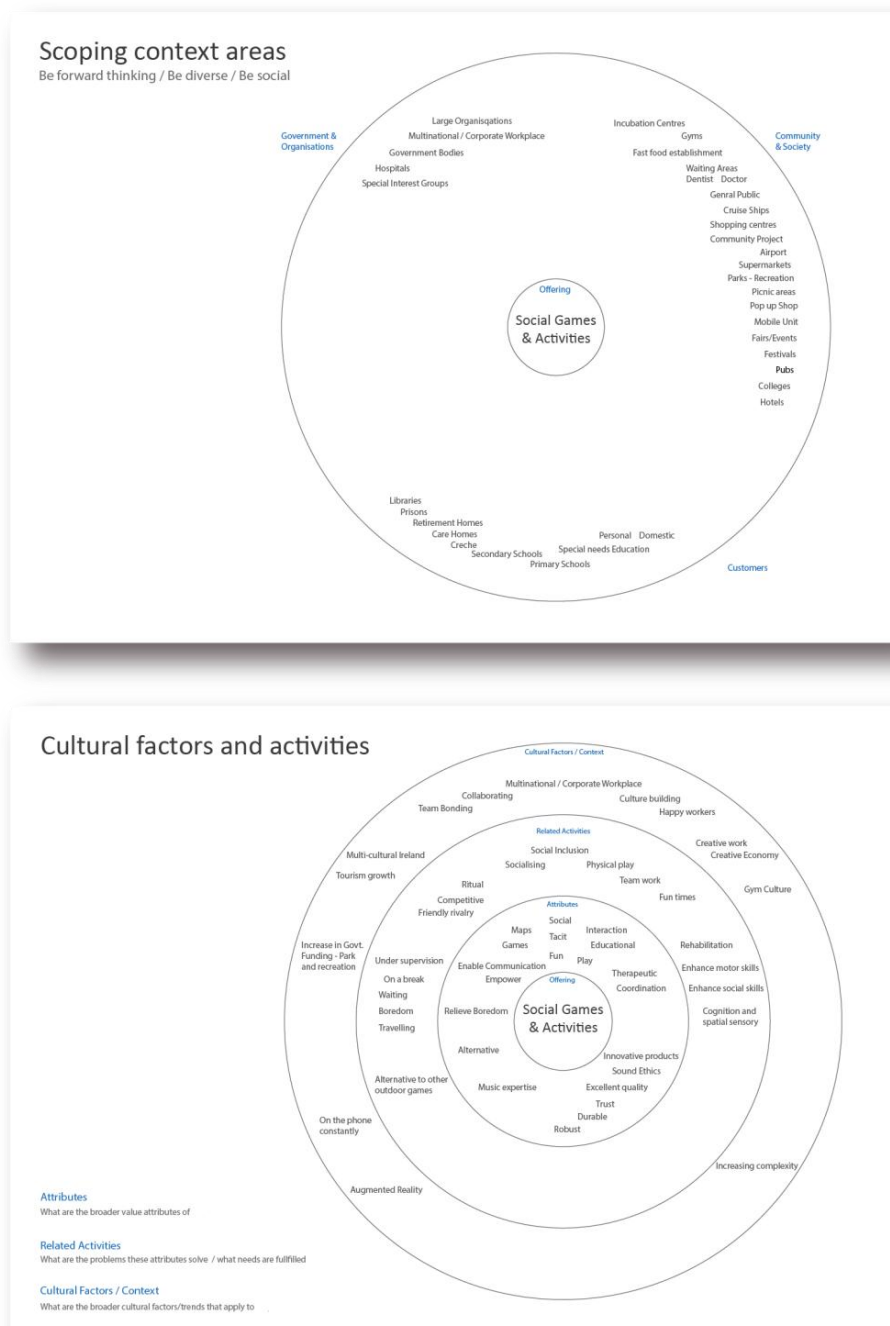 Scoping context areas
Be forward thinking / Be diverse / Be social
Government &
Organisations
Large Organisqations
Multinational / Corporate Workplace
Government Bodies
Hospitals
Special Interest Groups
Incubation Centres
Gyms
Community
& Society
Fast food establishment
Waiting Areas
Dentist Doctor
Genral Public
Cruise Ships
Shopping centres
Community Project
Airport
Supermarkets
Parks - Recreation
Picnic areas
Pop up Shop
Mobile Unit
Fairs/Events
Festivals
Pubs
Colleges
Hotels
Offering
Social Games
& Activities
Libraries
Prisons
Retirement Homes
Care Homes
Creche
Secondary Schools
Primary Schools
Special needs Education
Personal Domestic
Customers
Cultural factors and activities
Cultural Factors / Context
Multinational / Corporate Workplace
Collaborating
Team Bonding
Culture building
Happy workers
Multi-cultural Ireland
Tourism growth
Creative work
Creative Economy
Gym Culture
Increase in Govt.
Funding - Park
and recreation
On the phone
constantly
Augmented Reality
Increasing complexity
Related Activities
Social Inclusion
Socialising
Physical play
Team work
Fun times
Ritual
Competitive
Friendly rivalry
Under supervision
On a break
Waiting
Boredom
Travelling
Alternative to other
outdoor games
Rehabilitation
Enhance motor skills
Enhance social skills
Cognition and
spatial sensory
Attributes
Social
Tacit
Fun
Maps
Games
Interaction
Educational
Play
Enable Communication
Empower
Therapeutic
Coordination
Relieve Boredom
Alternative
Music expertise
Innovative products
Sound Ethics
Excellent quality
Trust
Durable
Robust
Offering
Social Games
& Activities
Attributes
What are the broader value attributes of
Related Activities
What are the problems these attributes solve / what needs are fullfilled
Cultural Factors / Context
What are the broader cultural factors/trends that apply to